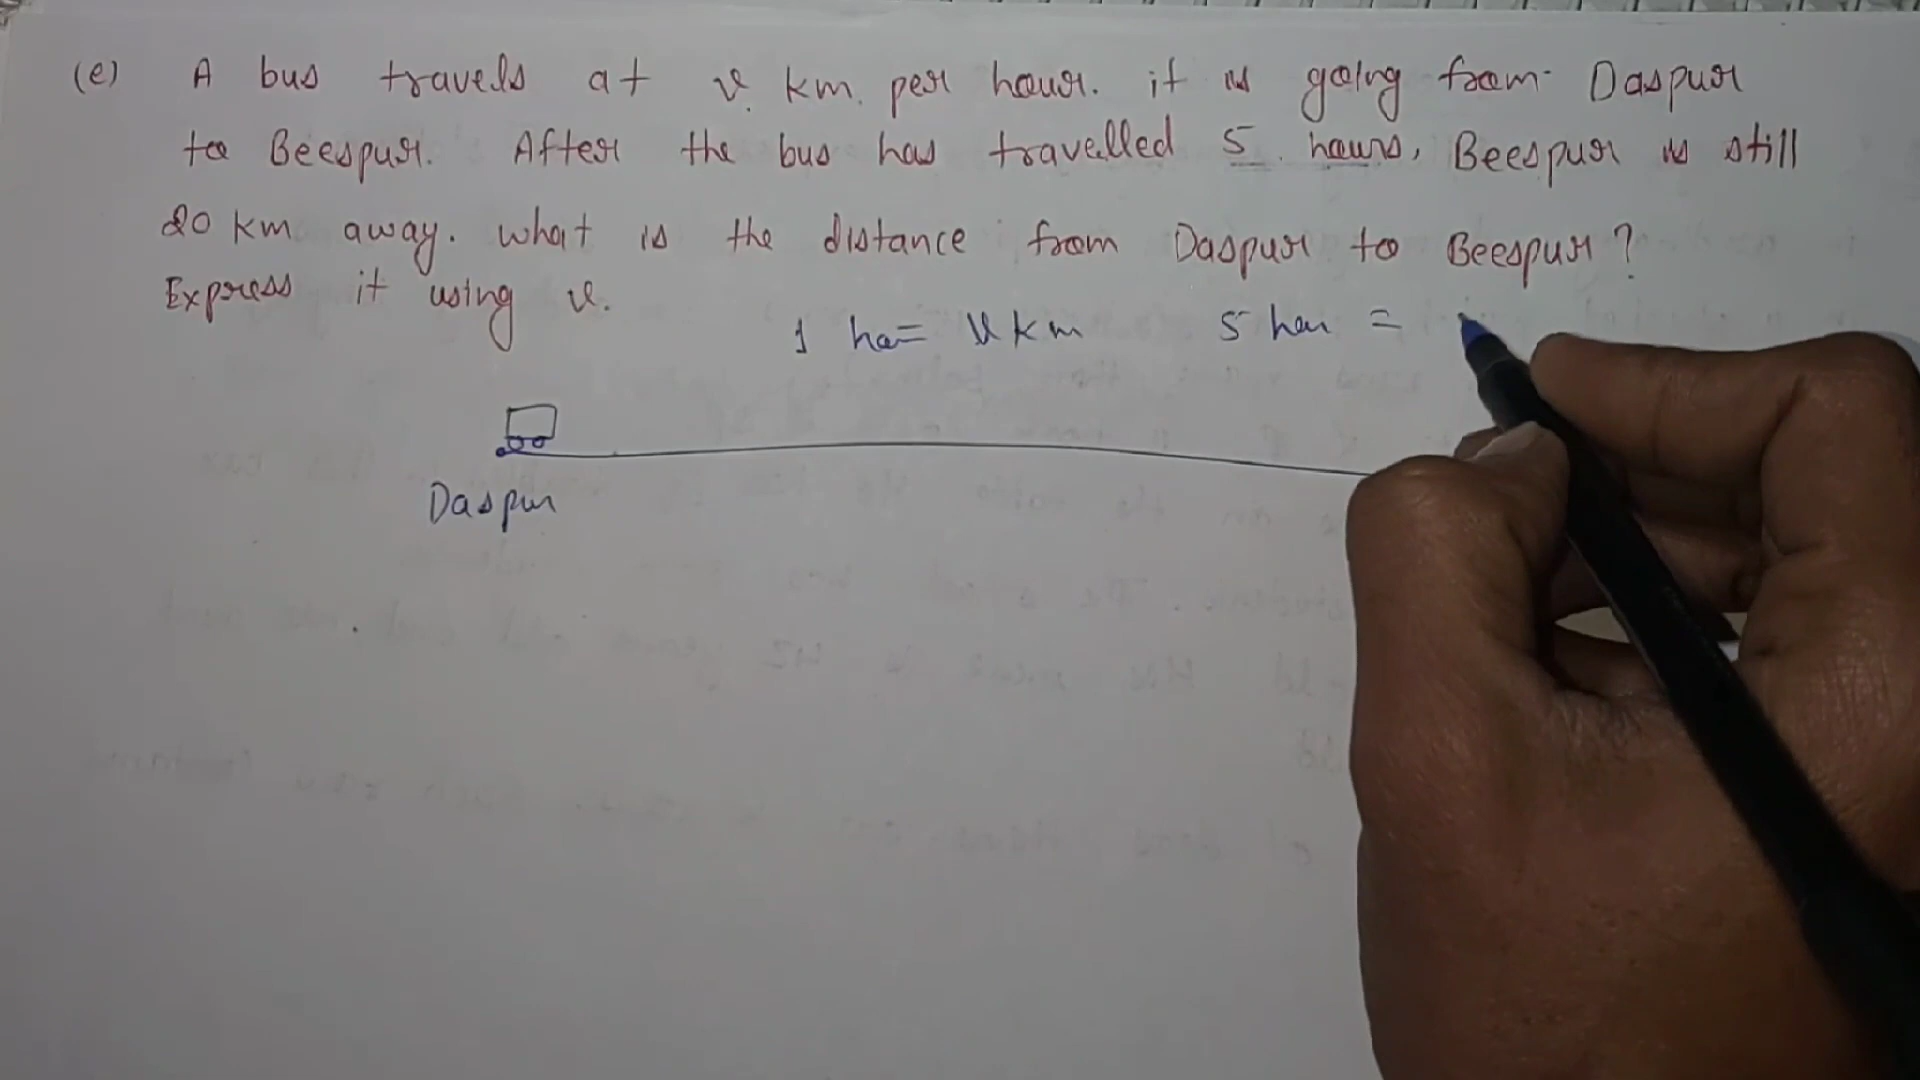 (e) A bus travels at v km per hour. it is going from Daspur
to Beespur. After the bus has travelled 5 hours, Beespur is still
20 km away. what is the distance from Daspur to Beespur?
Express it using v.
1 ho= v km 5 hou =
Daspur